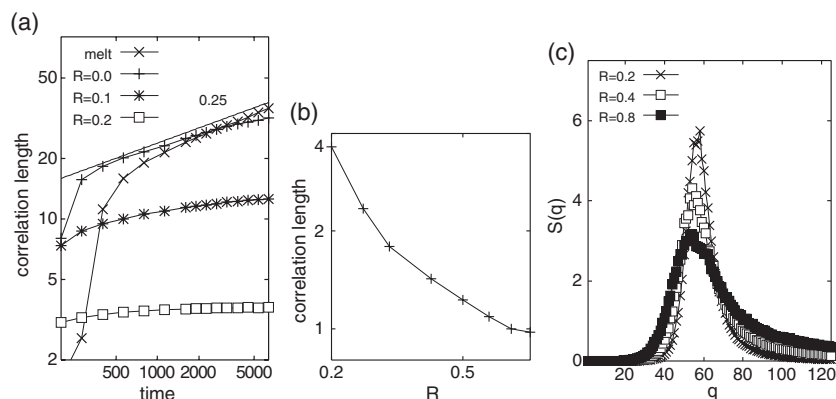 (a)
correlation length
50
20
10
5
2
melt
R=0.0
R=0.1
R=0.2
0.25
500
1000
2000
5000
time
(b)
correlation length
4
2
1
0.2
0.5
R
(c)
S(q)
6
4
2
0
R=0.2
R=0.4
R=0.8
20
40
60
80
100
120
q